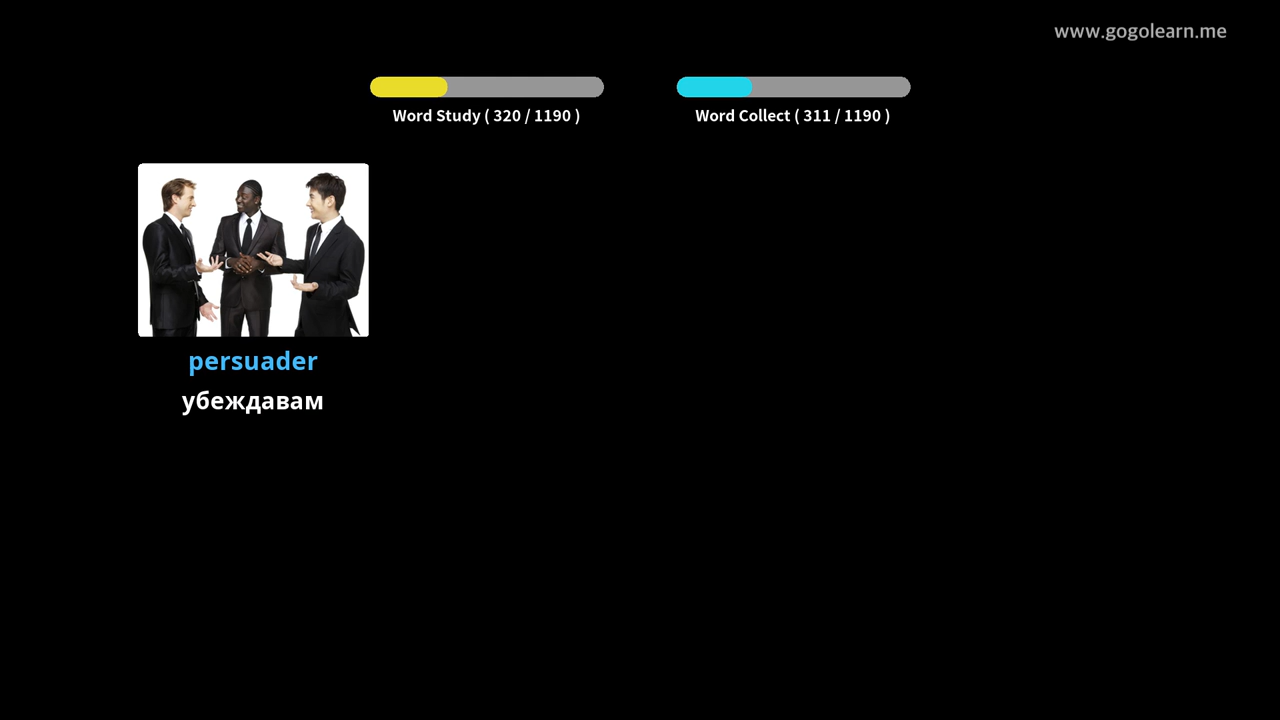 www.gogolearn.me
Word Study ( 320 / 1190 )
Word Collect ( 311 / 1190 )
persuader
убеждавам